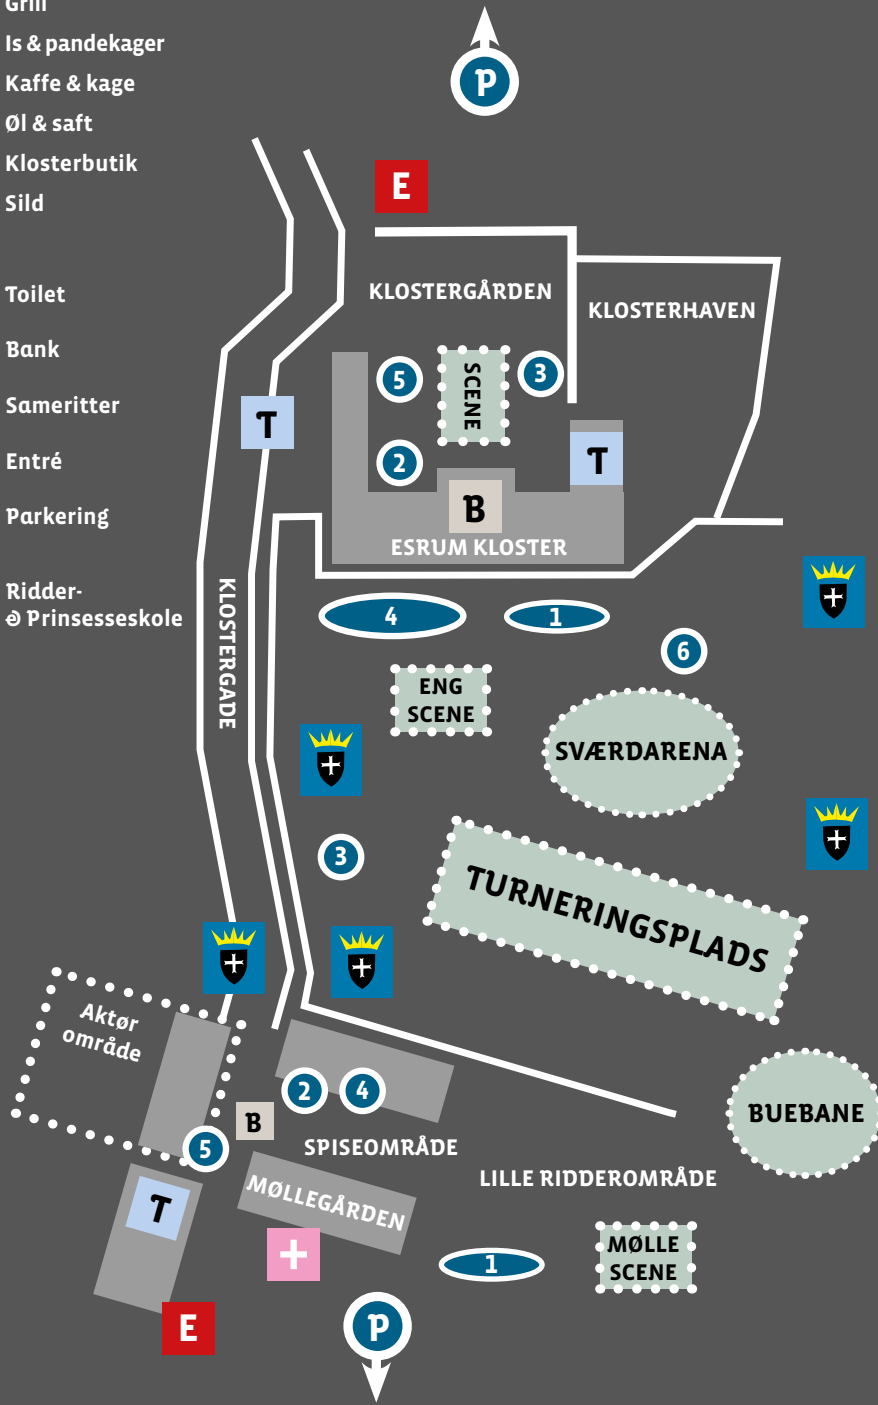 Grill
Is & pandekager
Kaffe & kage
Øl & saft
Klosterbutik
Sild
Toilet
Bank
Sameritter
Entré
Parkering
Ridder-
& Prinsesseskole
P
E
KLOSTERGÅRDEN
KLOSTERHAVEN
5
SCENE
3
T
2
T
B
ESRUM KLOSTER
KLOSTERGADE
4
1
6
ENG
SCENE
SVÆRDARENA
3
TURNERINGSPLADS
Aktør
område
2
4
B
BUEBANE
5
SPISEOMRÅDE
LILLE RIDDEROMRÅDE
T
MØLLEGÅRDEN
1
MØLLE
SCENE
E
P